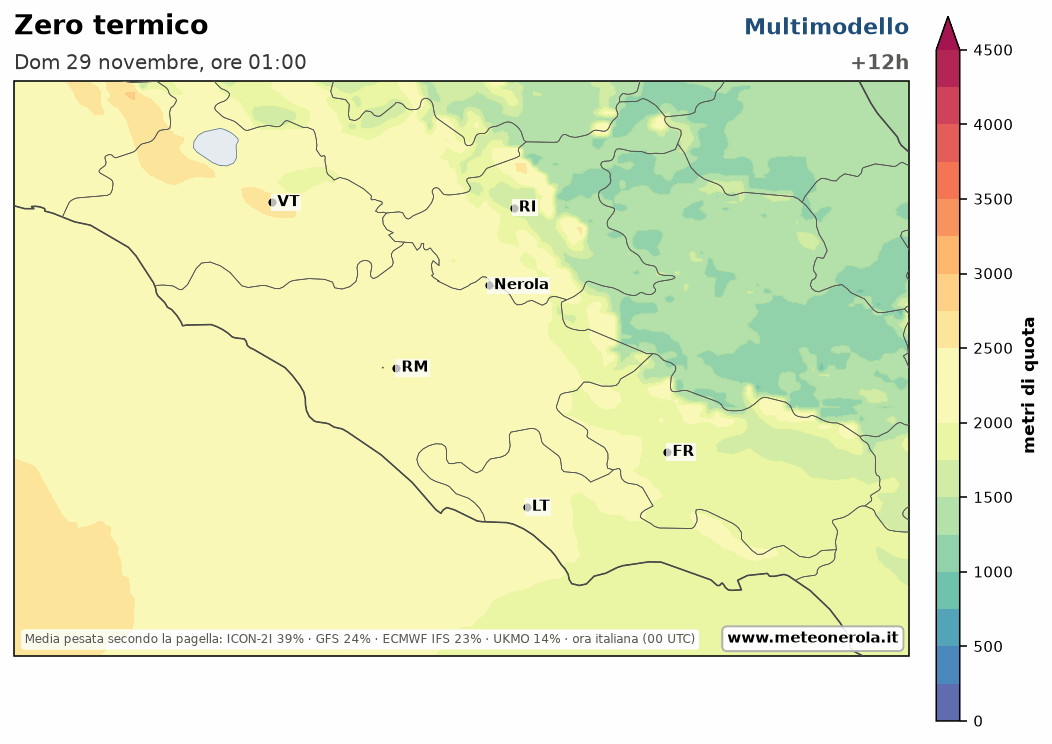 Zero termico
Multimodello
Dom 29 novembre, ore 01:00
+12h
4500
4000
3500
3000
2500
2000
1500
1000
500
0
metri di quota
VT
RI
Nerola
RM
FR
LT
Media pesata secondo la pagella: ICON-2I 39% · GFS 24% · ECMWF IFS 23% · UKMO 14% · ora italiana (00 UTC)
www.meteonerola.it